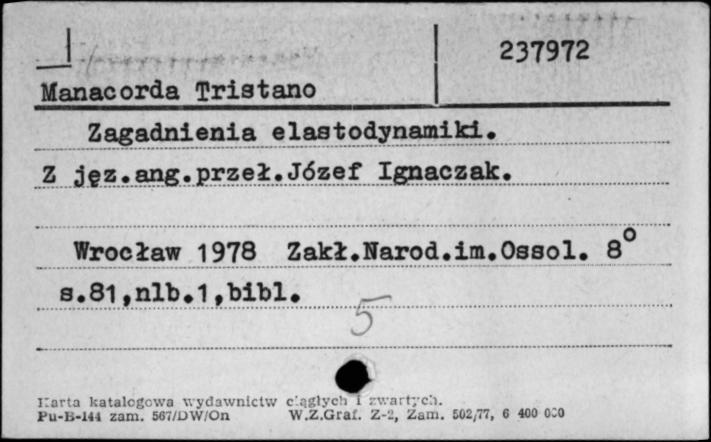 237972
Manacorda Tristano
Zagadnienia elastodynamiki.
Z jęz.ang.przeł.Józef Ignaczak.
Wrocław 1978 Zakł.Narod.im.Ossol. 8°
s.81,nlb.1,bibl.
5
Karta katalogowa wydawnictw ciągłych i zwartych.
Pu-B-144 zam. 567/DW/On W.Z.Graf. Z-2, Zam. 502/77, 6 400 000